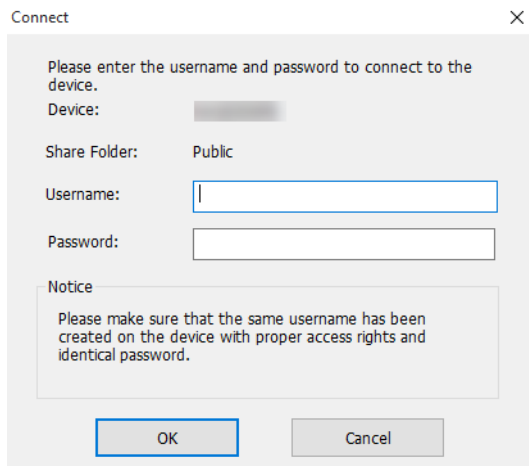 Connect
Please enter the username and password to connect to the
device.
Device:
Share Folder: Public
Username:
Password:
Notice
Please make sure that the same username has been
created on the device with proper access rights and
identical password.
OK Cancel